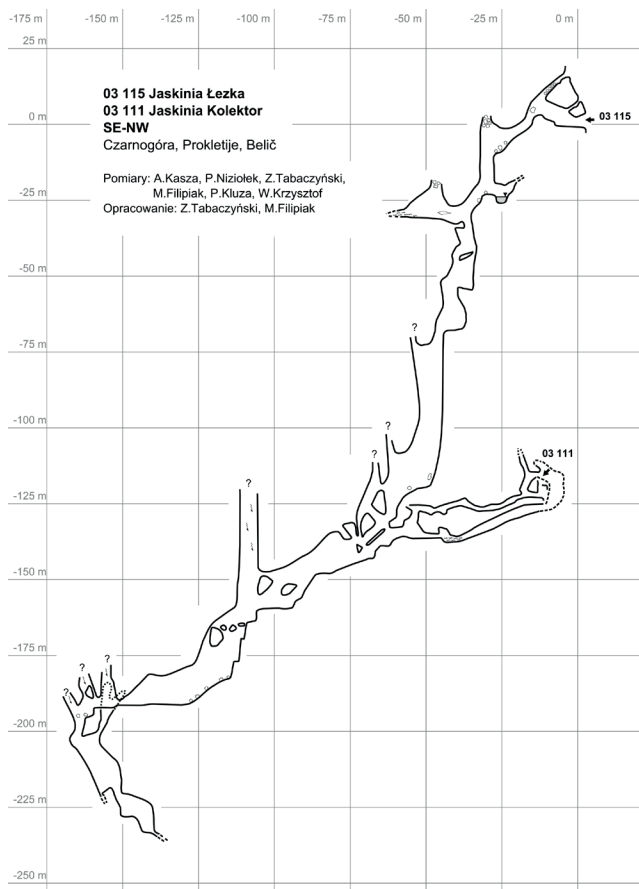 -175 m -150 m -125 m -100 m -75 m -50 m -25 m 0 m
25 m
03 115 Jaskinia Łezka
03 111 Jaskinia Kolektor
SE-NW
Czarnogóra, Prokletije, Belič
0 m
03 115
Pomiary: A.Kasza, P.Niziołek, Z.Tabaczyński,
M.Filipiak, P.Kluza, W.Krzysztof
Opracowanie: Z.Tabaczyński, M.Filipiak
-25 m
-50 m
?
-75 m
-100 m
?
?
03 111
?
-125 m
-150 m
-175 m
?
?
?
-200 m
-225 m
-250 m